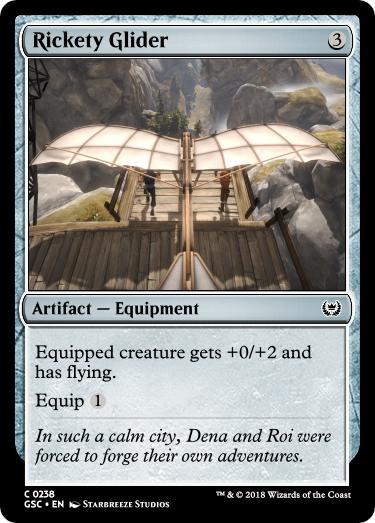 Rickety Glider 3
Artifact — Equipment
Equipped creature gets +0/+2 and
has flying.
Equip 1
In such a calm city, Dena and Roi were
forced to forge their own adventures.
C 0238
GSC • EN Starbreeze Studios
™ & © 2018 Wizards of the Coast